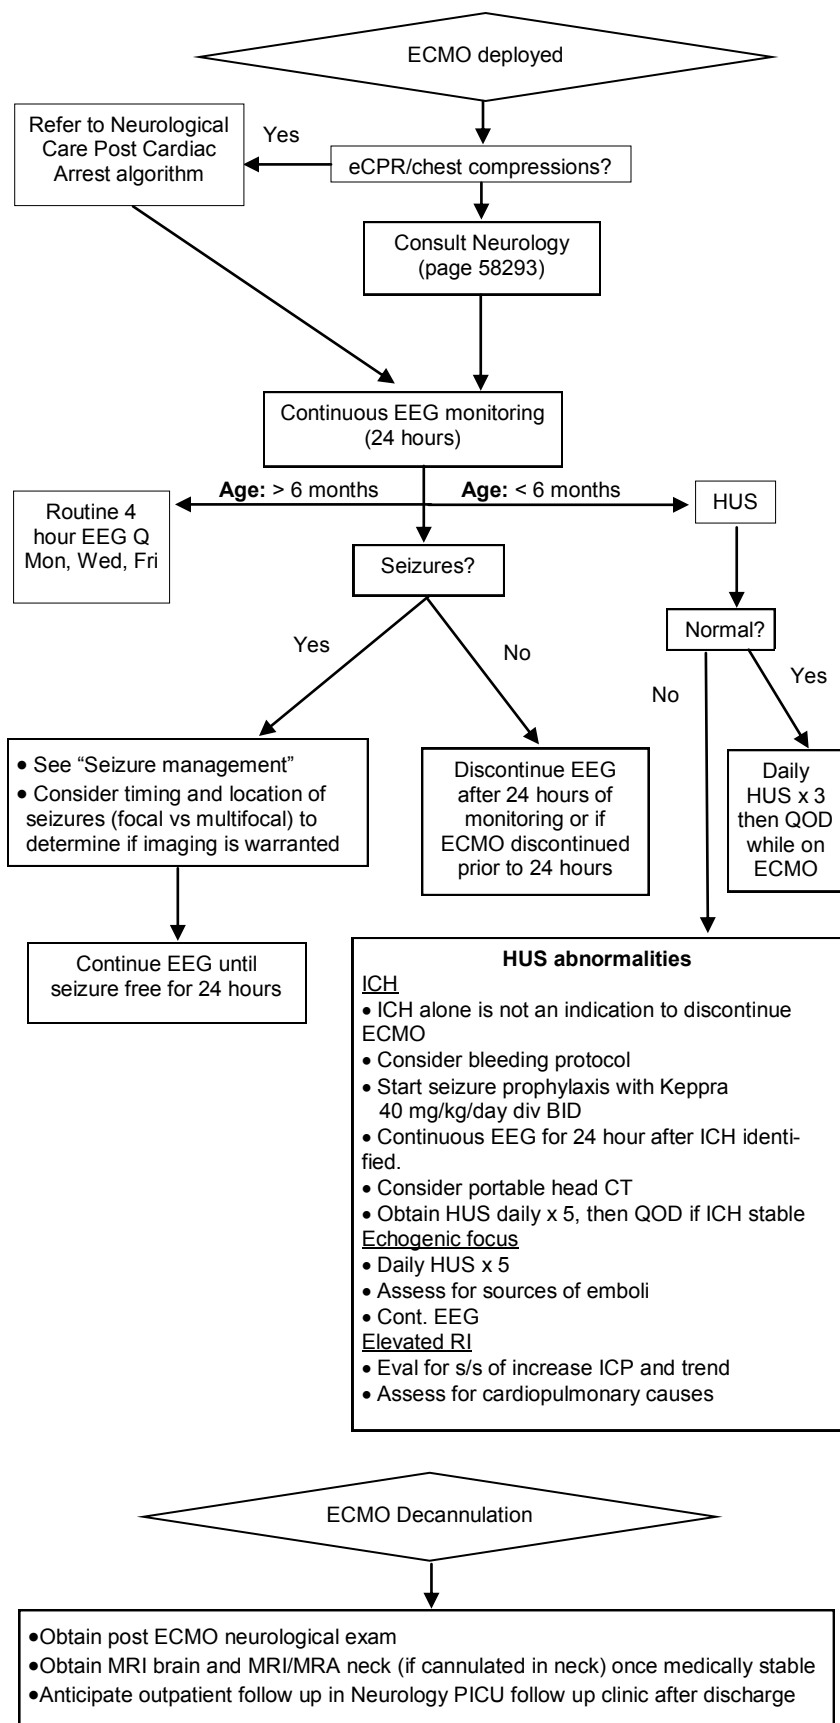 ECMO deployed
Refer to Neurological
Care Post Cardiac
Arrest algorithm
Yes
eCPR/chest compressions?
Consult Neurology
(page 58293)
Continuous EEG monitoring
(24 hours)
Age: > 6 months
Age: < 6 months
Routine 4
hour EEG Q
Mon, Wed, Fri
HUS
Seizures?
Normal?
Yes
No
No
Yes
• See “Seizure management”
• Consider timing and location of
seizures (focal vs multifocal) to
determine if imaging is warranted
Discontinue EEG
after 24 hours of
monitoring or if
ECMO discontinued
prior to 24 hours
Daily
HUS x 3
then QOD
while on
ECMO
Continue EEG until
seizure free for 24 hours
HUS abnormalities
ICH
• ICH alone is not an indication to discontinue
ECMO
• Consider bleeding protocol
• Start seizure prophylaxis with Keppra
40 mg/kg/day div BID
• Continuous EEG for 24 hour after ICH identi-
fied.
• Consider portable head CT
• Obtain HUS daily x 5, then QOD if ICH stable
Echogenic focus
• Daily HUS x 5
• Assess for sources of emboli
• Cont. EEG
Elevated RI
• Eval for s/s of increase ICP and trend
• Assess for cardiopulmonary causes
ECMO Decannulation
•Obtain post ECMO neurological exam
•Obtain MRI brain and MRI/MRA neck (if cannulated in neck) once medically stable
•Anticipate outpatient follow up in Neurology PICU follow up clinic after discharge